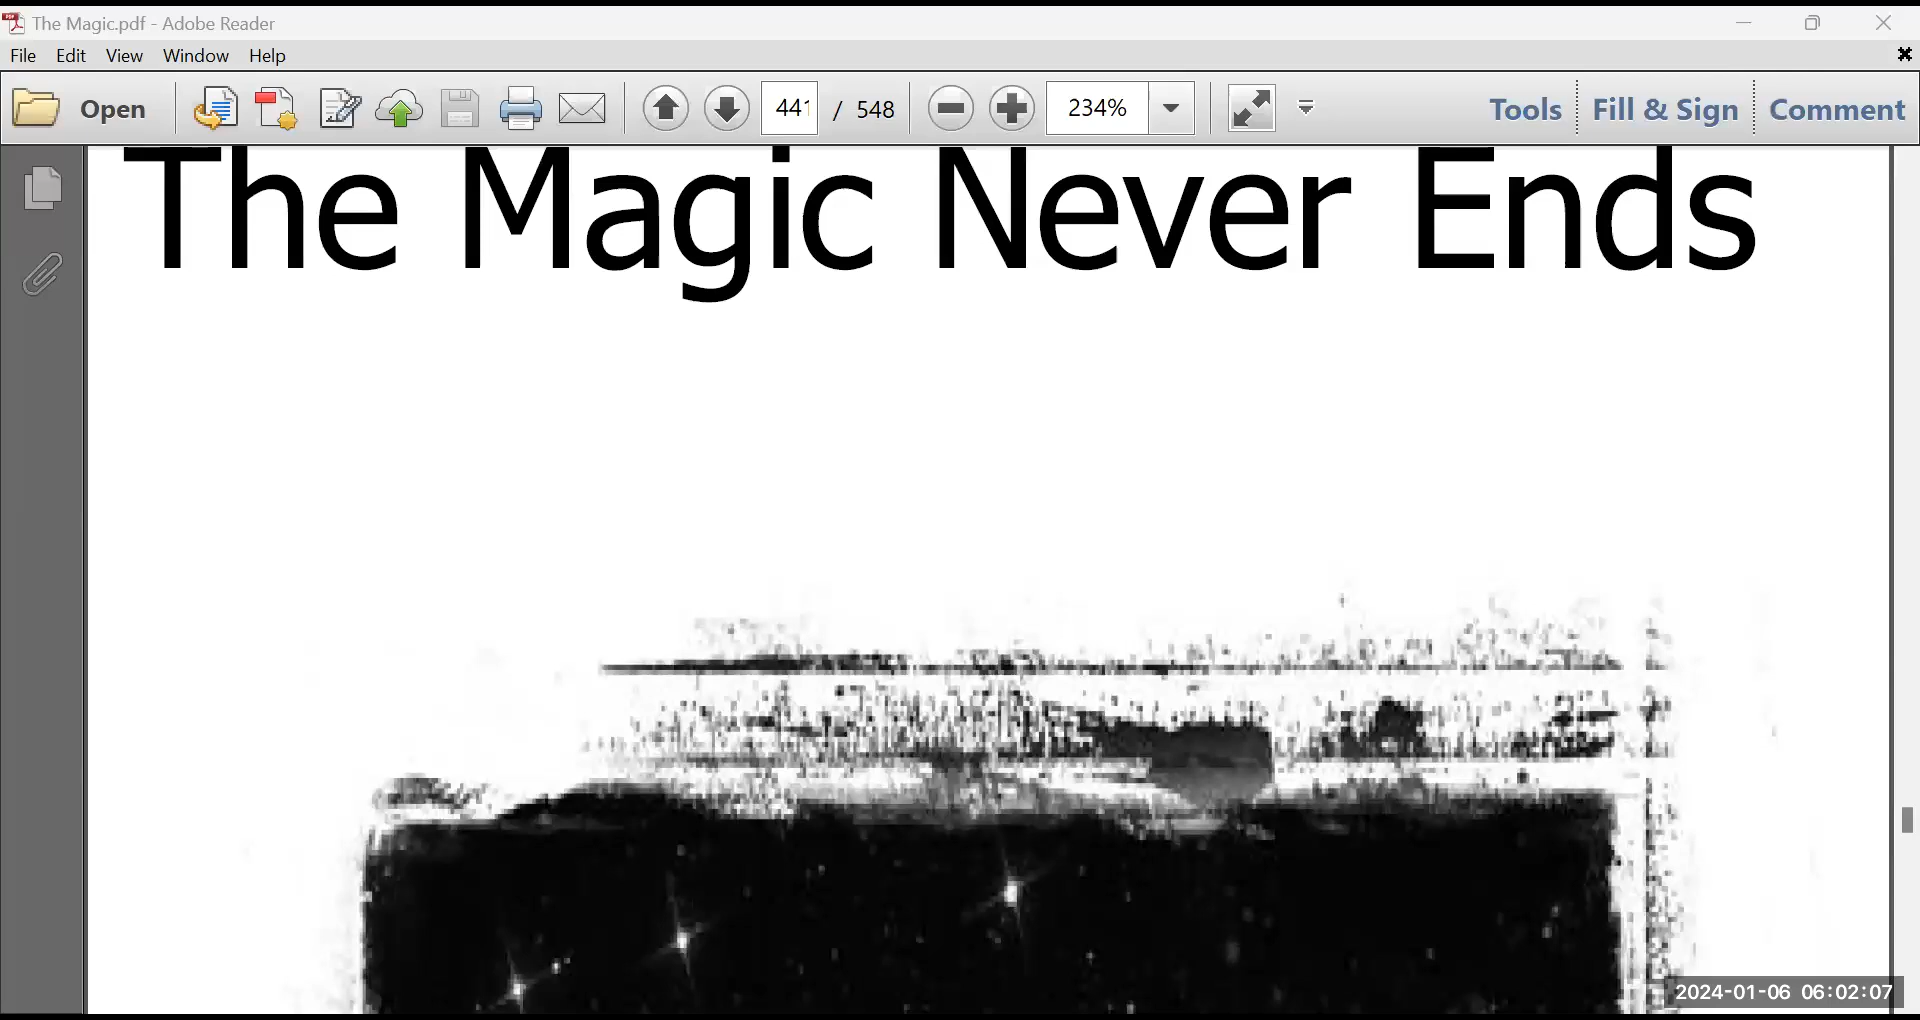 The Magic.pdf - Adobe Reader
File Edit View Window Help
Open 441 / 548 234% Tools Fill & Sign Comment
The Magic Never Ends
2024-01-06 06:02:07